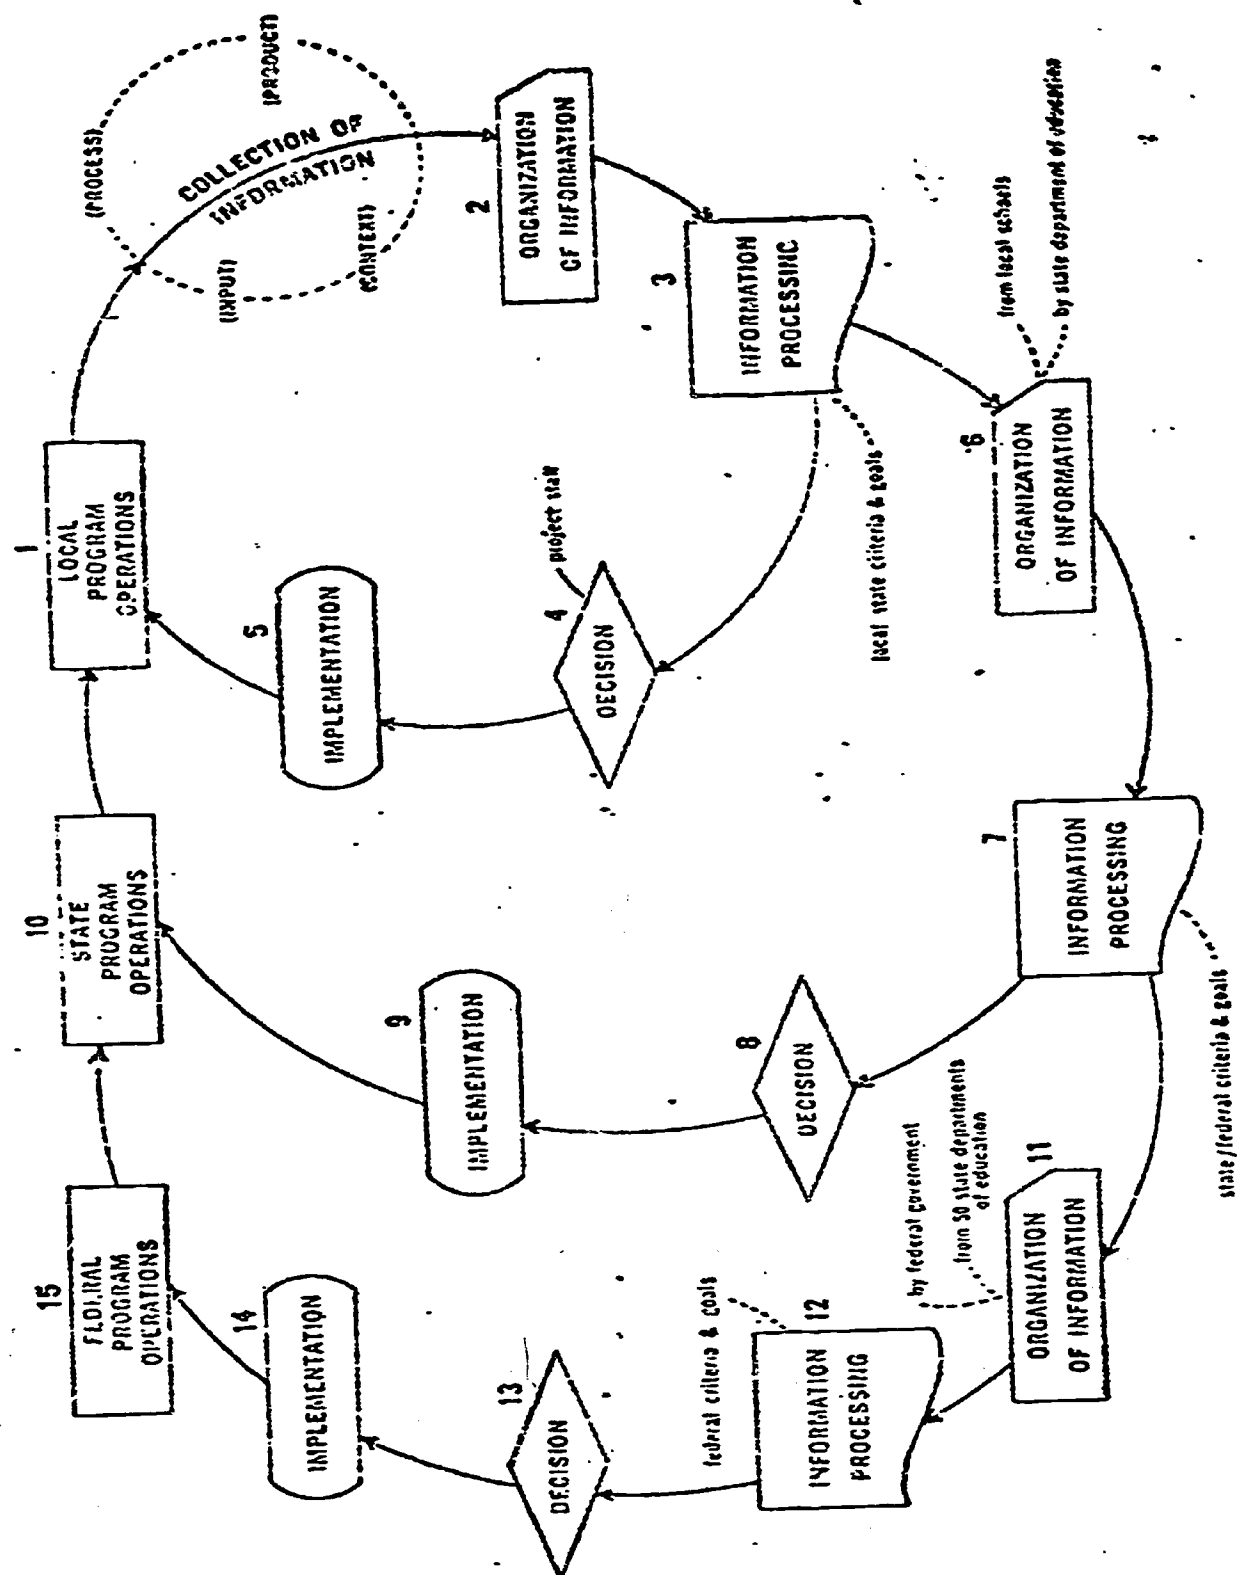 1
LOCAL
PROGRAM
OPERATIONS
(PROCESS)
(PRODUCT)
COLLECTION OF
INFORMATION
(INPUT)
(CONTEXT)
2
ORGANIZATION
OF INFORMATION
3
INFORMATION
PROCESSING
local state criteria & goals
4
DECISION
project staff
5
IMPLEMENTATION
6
ORGANIZATION
OF INFORMATION
from local schools
by state department of education
7
INFORMATION
PROCESSING
state/federal criteria & goals
8
DECISION
9
IMPLEMENTATION
10
STATE
PROGRAM
OPERATIONS
11
ORGANIZATION
OF INFORMATION
by federal government
from 50 state departments
of education
12
INFORMATION
PROCESSING
federal criteria & goals
13
DECISION
14
IMPLEMENTATION
15
FEDERAL
PROGRAM
OPERATIONS